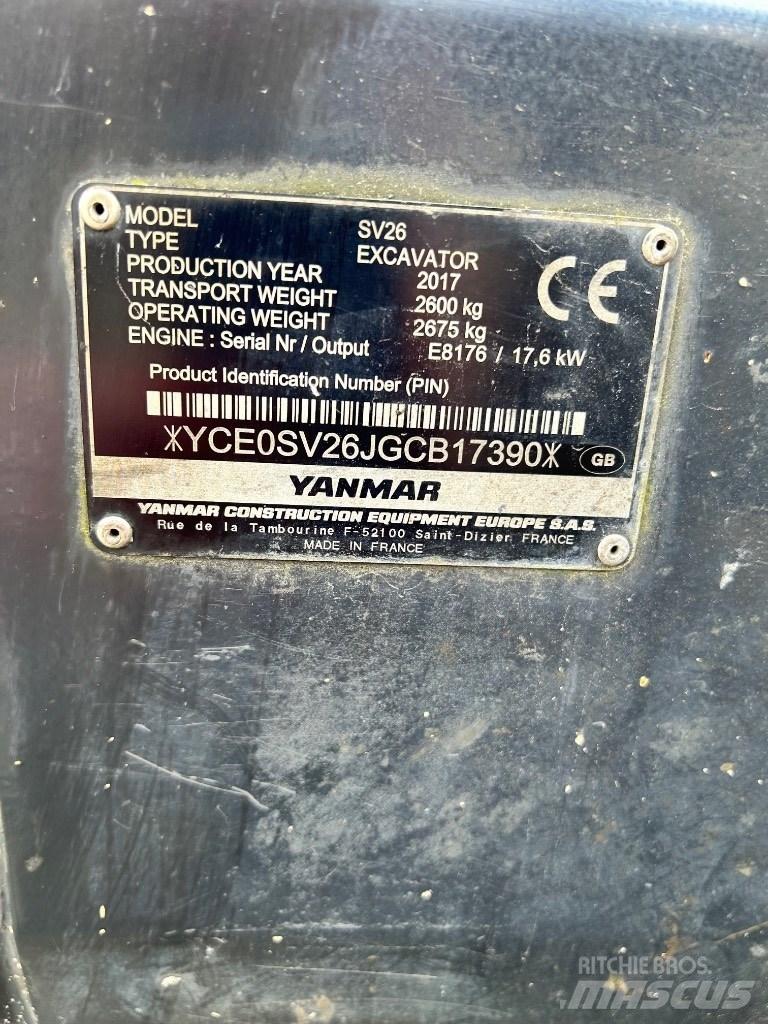 MODEL SV26
TYPE EXCAVATOR
PRODUCTION YEAR 2017
TRANSPORT WEIGHT 2600 kg
OPERATING WEIGHT 2675 kg
ENGINE : Serial Nr / Output E8176 / 17,6 kW
CE
Product Identification Number (PIN)
*YCE0SV26JGCB17390*
GB
YANMAR
YANMAR CONSTRUCTION EQUIPMENT EUROPE S.A.S.
Rue de la Tambourine F-52100 Saint-Dizier FRANCE
MADE IN FRANCE
RITCHIE BROS.
MASCUS